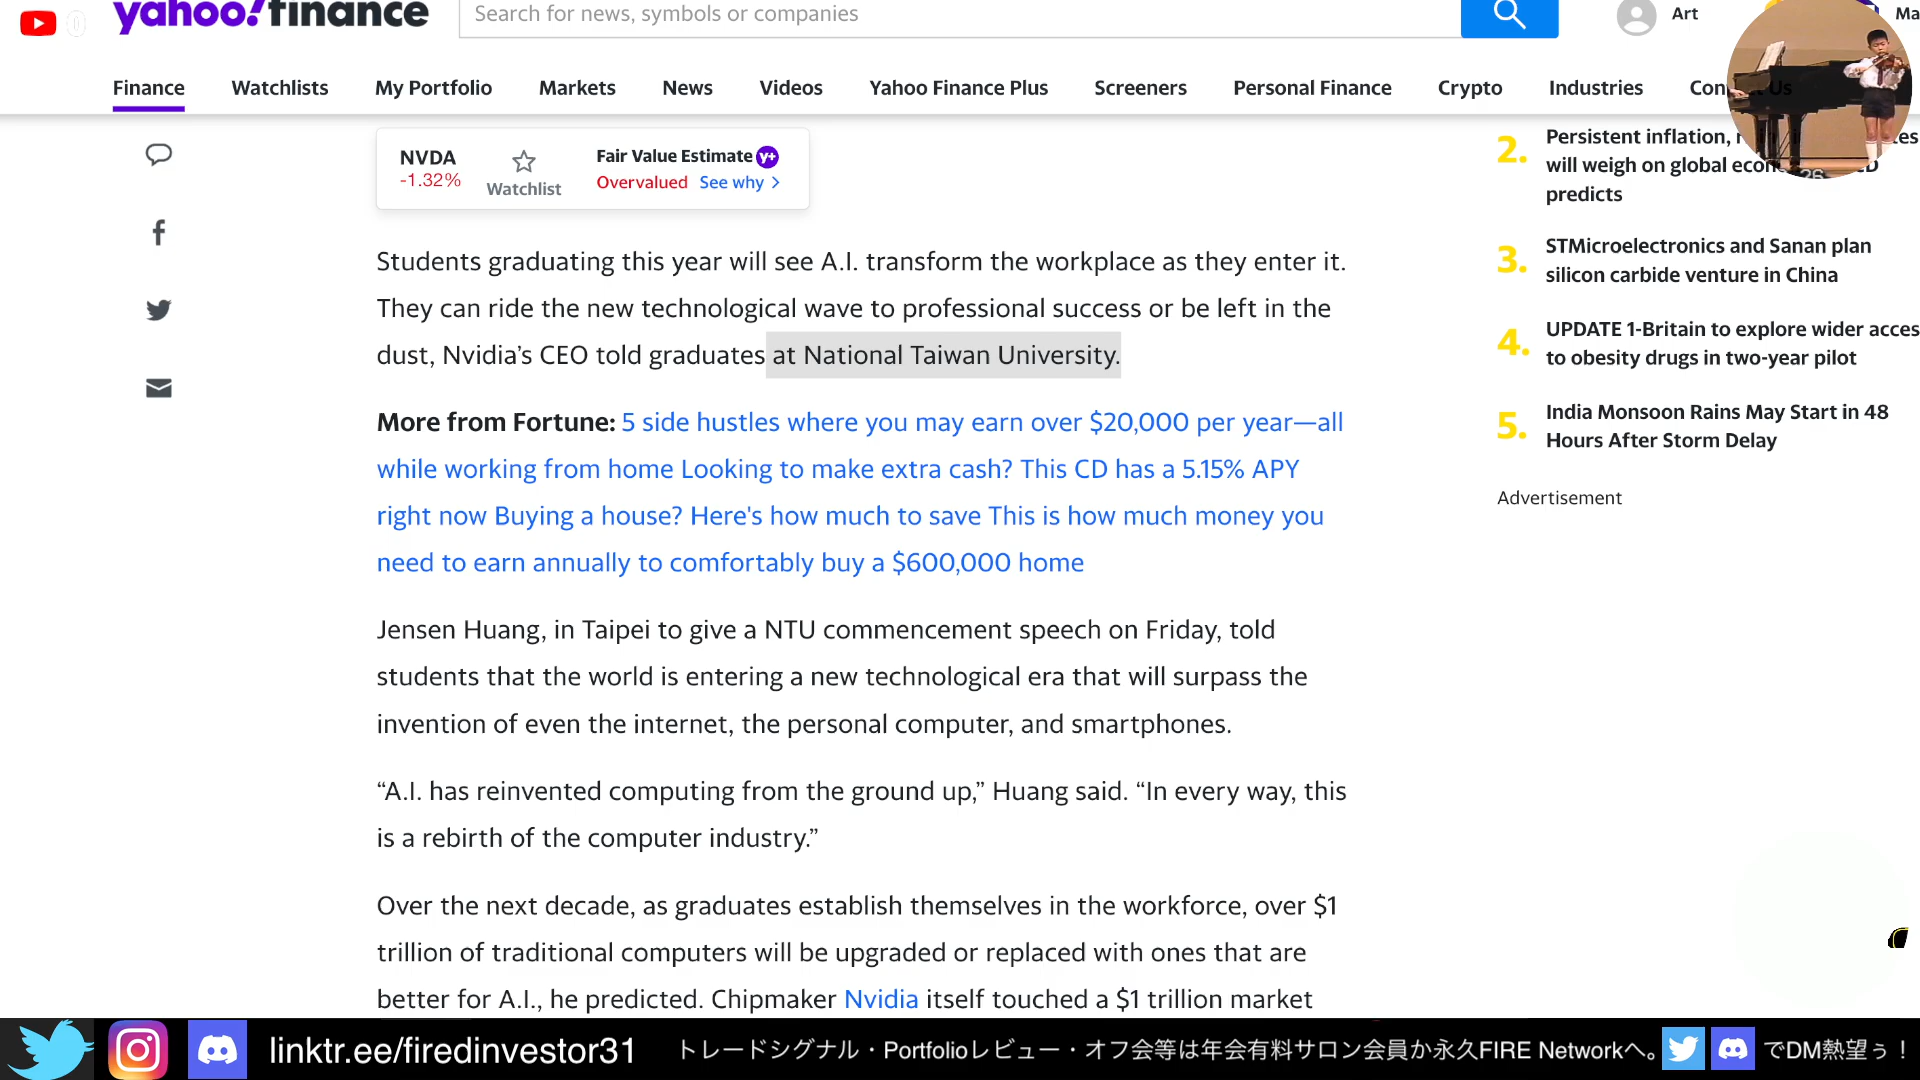 0
yahoo!finance
Search for news, symbols or companies
Art
Ma
Finance Watchlists My Portfolio Markets News Videos Yahoo Finance Plus Screeners Personal Finance Crypto Industries Con Us
NVDA
-1.32%
Watchlist
Fair Value Estimate y+
Overvalued See why >
Students graduating this year will see A.I. transform the workplace as they enter it.
They can ride the new technological wave to professional success or be left in the
dust, Nvidia’s CEO told graduates at National Taiwan University.
More from Fortune: 5 side hustles where you may earn over $20,000 per year—all
while working from home Looking to make extra cash? This CD has a 5.15% APY
right now Buying a house? Here's how much to save This is how much money you
need to earn annually to comfortably buy a $600,000 home
Jensen Huang, in Taipei to give a NTU commencement speech on Friday, told
students that the world is entering a new technological era that will surpass the
invention of even the internet, the personal computer, and smartphones.
“A.I. has reinvented computing from the ground up,” Huang said. “In every way, this
is a rebirth of the computer industry.”
Over the next decade, as graduates establish themselves in the workforce, over $1
trillion of traditional computers will be upgraded or replaced with ones that are
better for A.I., he predicted. Chipmaker Nvidia itself touched a $1 trillion market
2. Persistent inflation,
will weigh on global
predicts
3. STMicroelectronics and Sanan plan
silicon carbide venture in China
4. UPDATE 1-Britain to explore wider acces
to obesity drugs in two-year pilot
5. India Monsoon Rains May Start in 48
Hours After Storm Delay
Advertisement
linktr.ee/firedinvestor31 トレードシグナル・Portfolioレビュー・オフ会等は年会有料サロン会員か永久FIRE Networkへ。 でDM熱望ぅ！